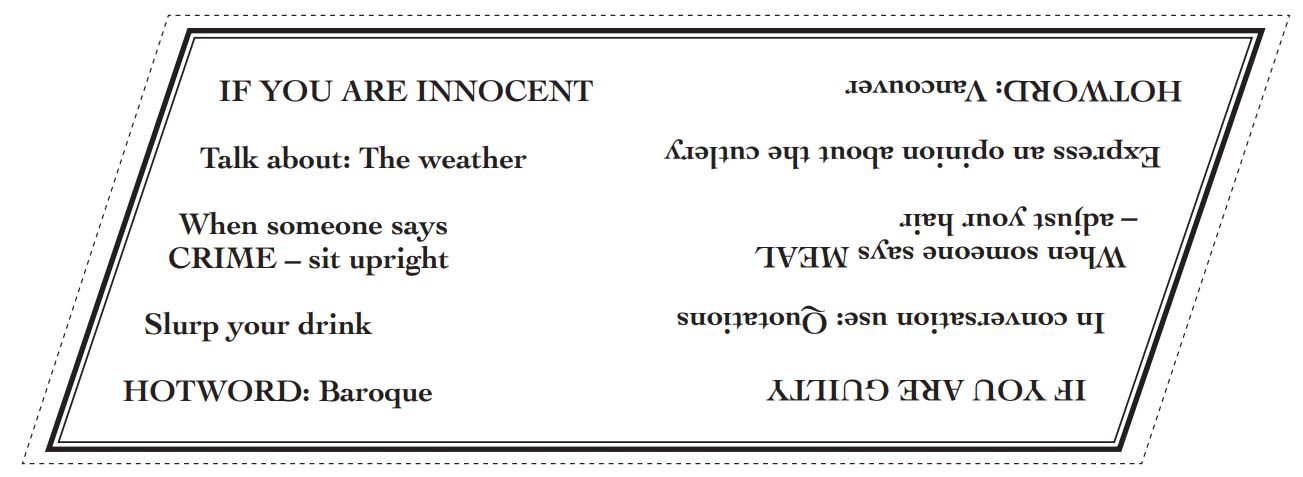 IF YOU ARE INNOCENT
Talk about: The weather
When someone says
CRIME – sit upright
Slurp your drink
HOTWORD: Baroque
IF YOU ARE GUILTY
In conversation use: Quotations
When someone says MEAL
– adjust your hair
Express an opinion about the cutlery
HOTWORD: Vancouver